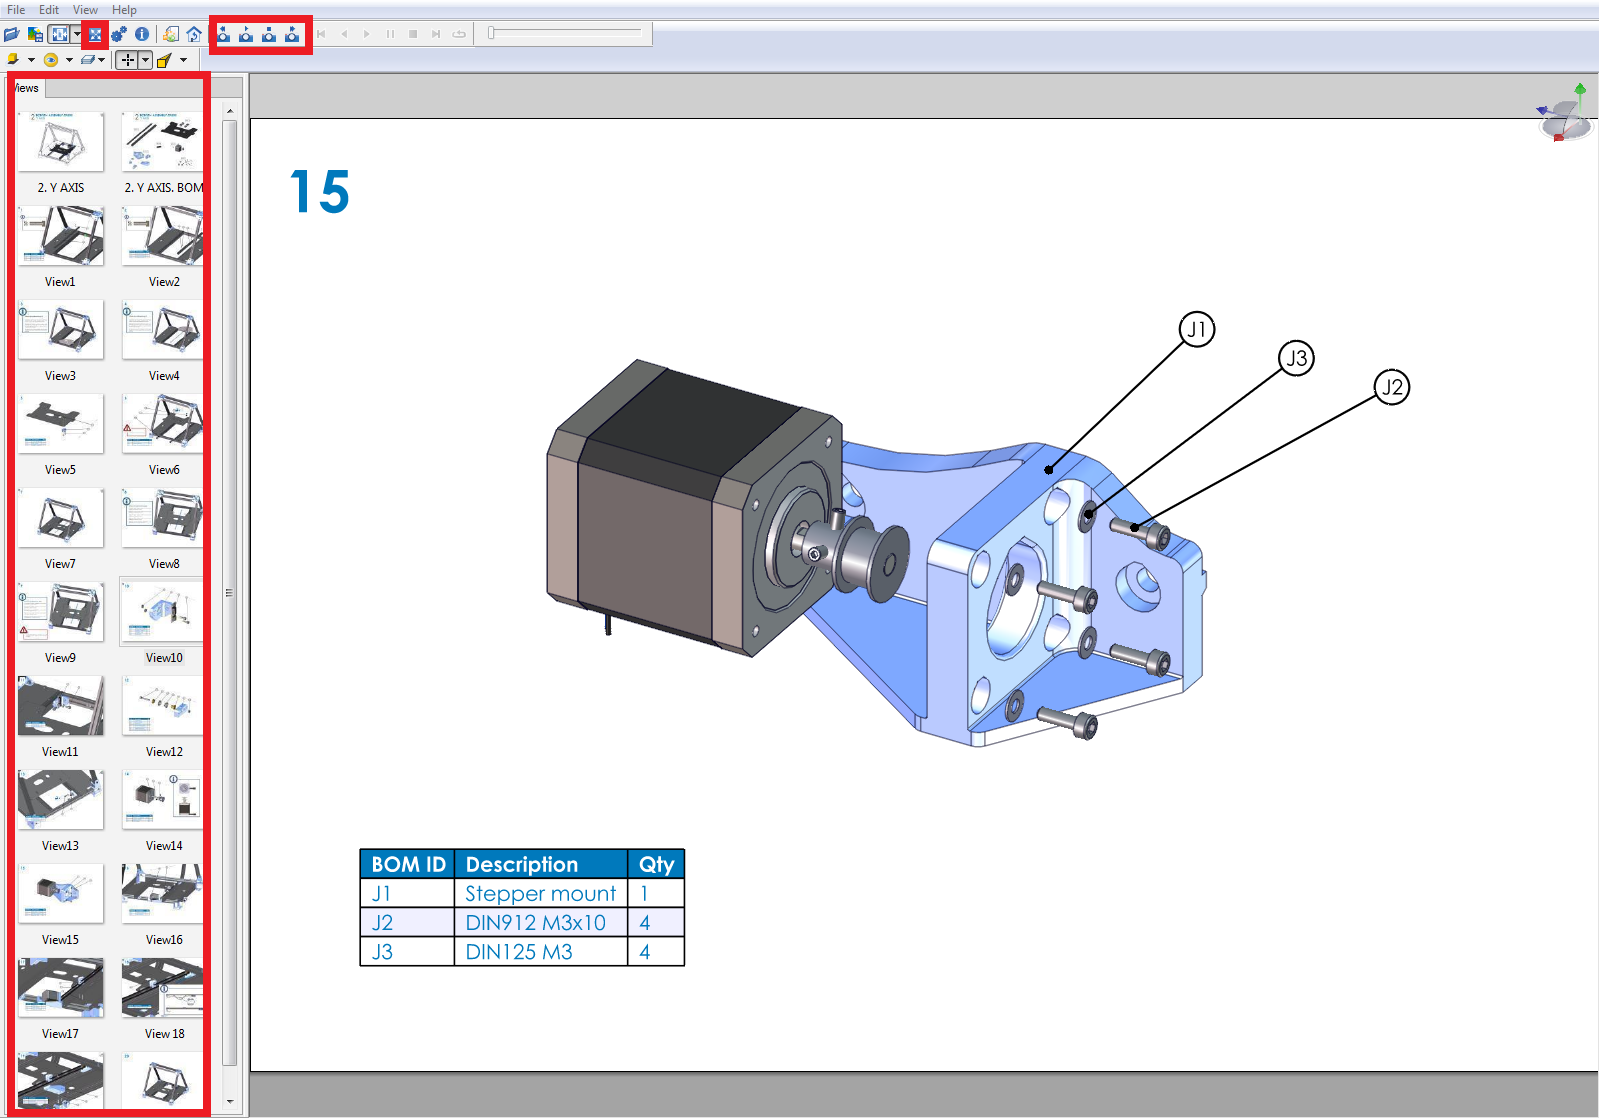 File Edit View Help
Views
2. Y AXIS 2. Y AXIS. BOM
View1 View2
View3 View4
View5 View6
View7 View8
View9 View10
View11 View12
View13 View14
View15 View16
View17 View 18
15
J1
J3
J2
BOM ID Description Qty
J1 Stepper mount 1
J2 DIN912 M3x10 4
J3 DIN125 M3 4